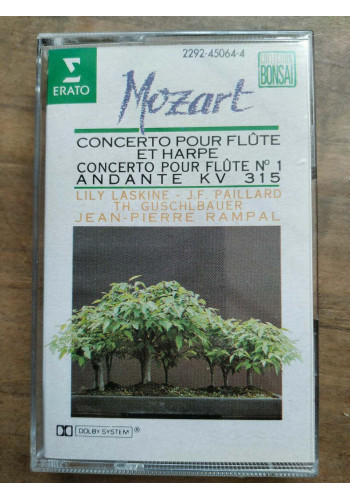 2292-45064-4
ERATO
BONSAI
Mozart
CONCERTO POUR FLÛTE
ET HARPE
CONCERTO POUR FLÛTE Nº 1
ANDANTE KV 315
LILY LASKINE - J.F. PAILLARD
TH. GUSCHLBAUER
JEAN-PIERRE RAMPAL
DOLBY SYSTEM®